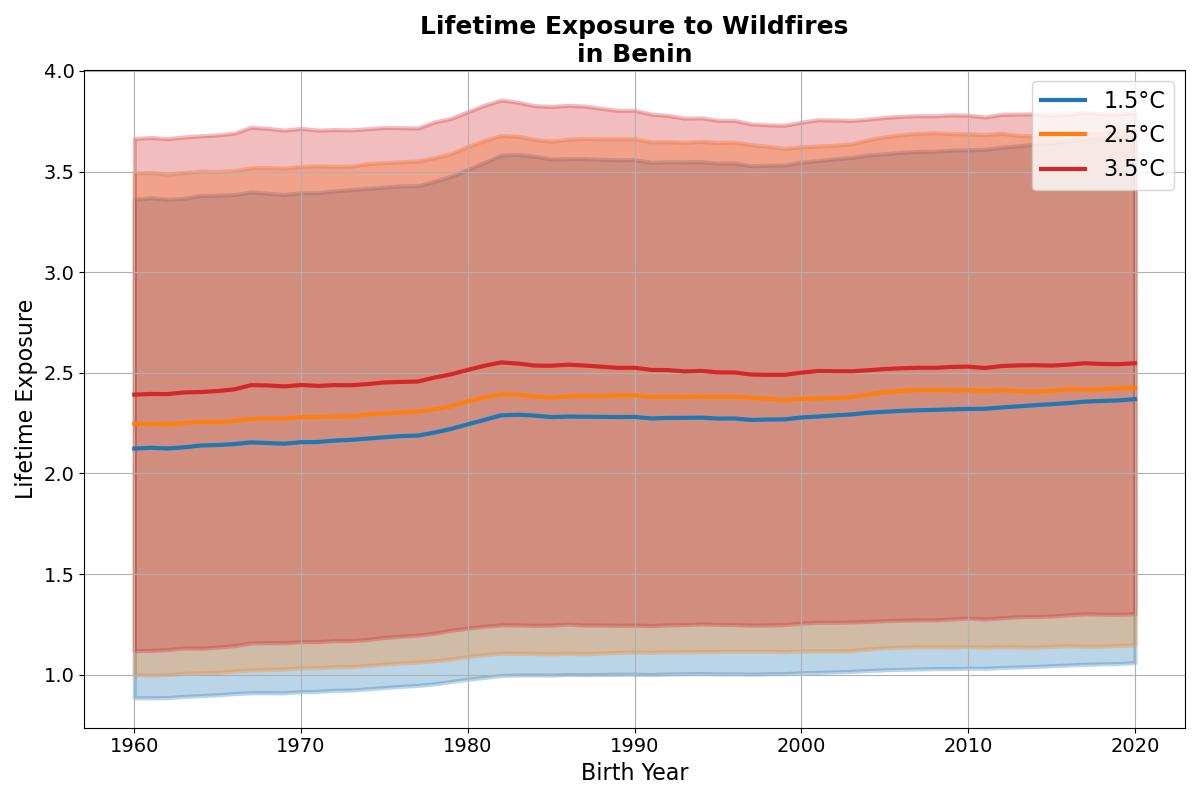 Lifetime Exposure to Wildfires
in Benin
4.0
3.5
3.0
2.5
2.0
1.5
1.0
Lifetime Exposure
1.5°C
2.5°C
3.5°C
1960 1970 1980 1990 2000 2010 2020
Birth Year